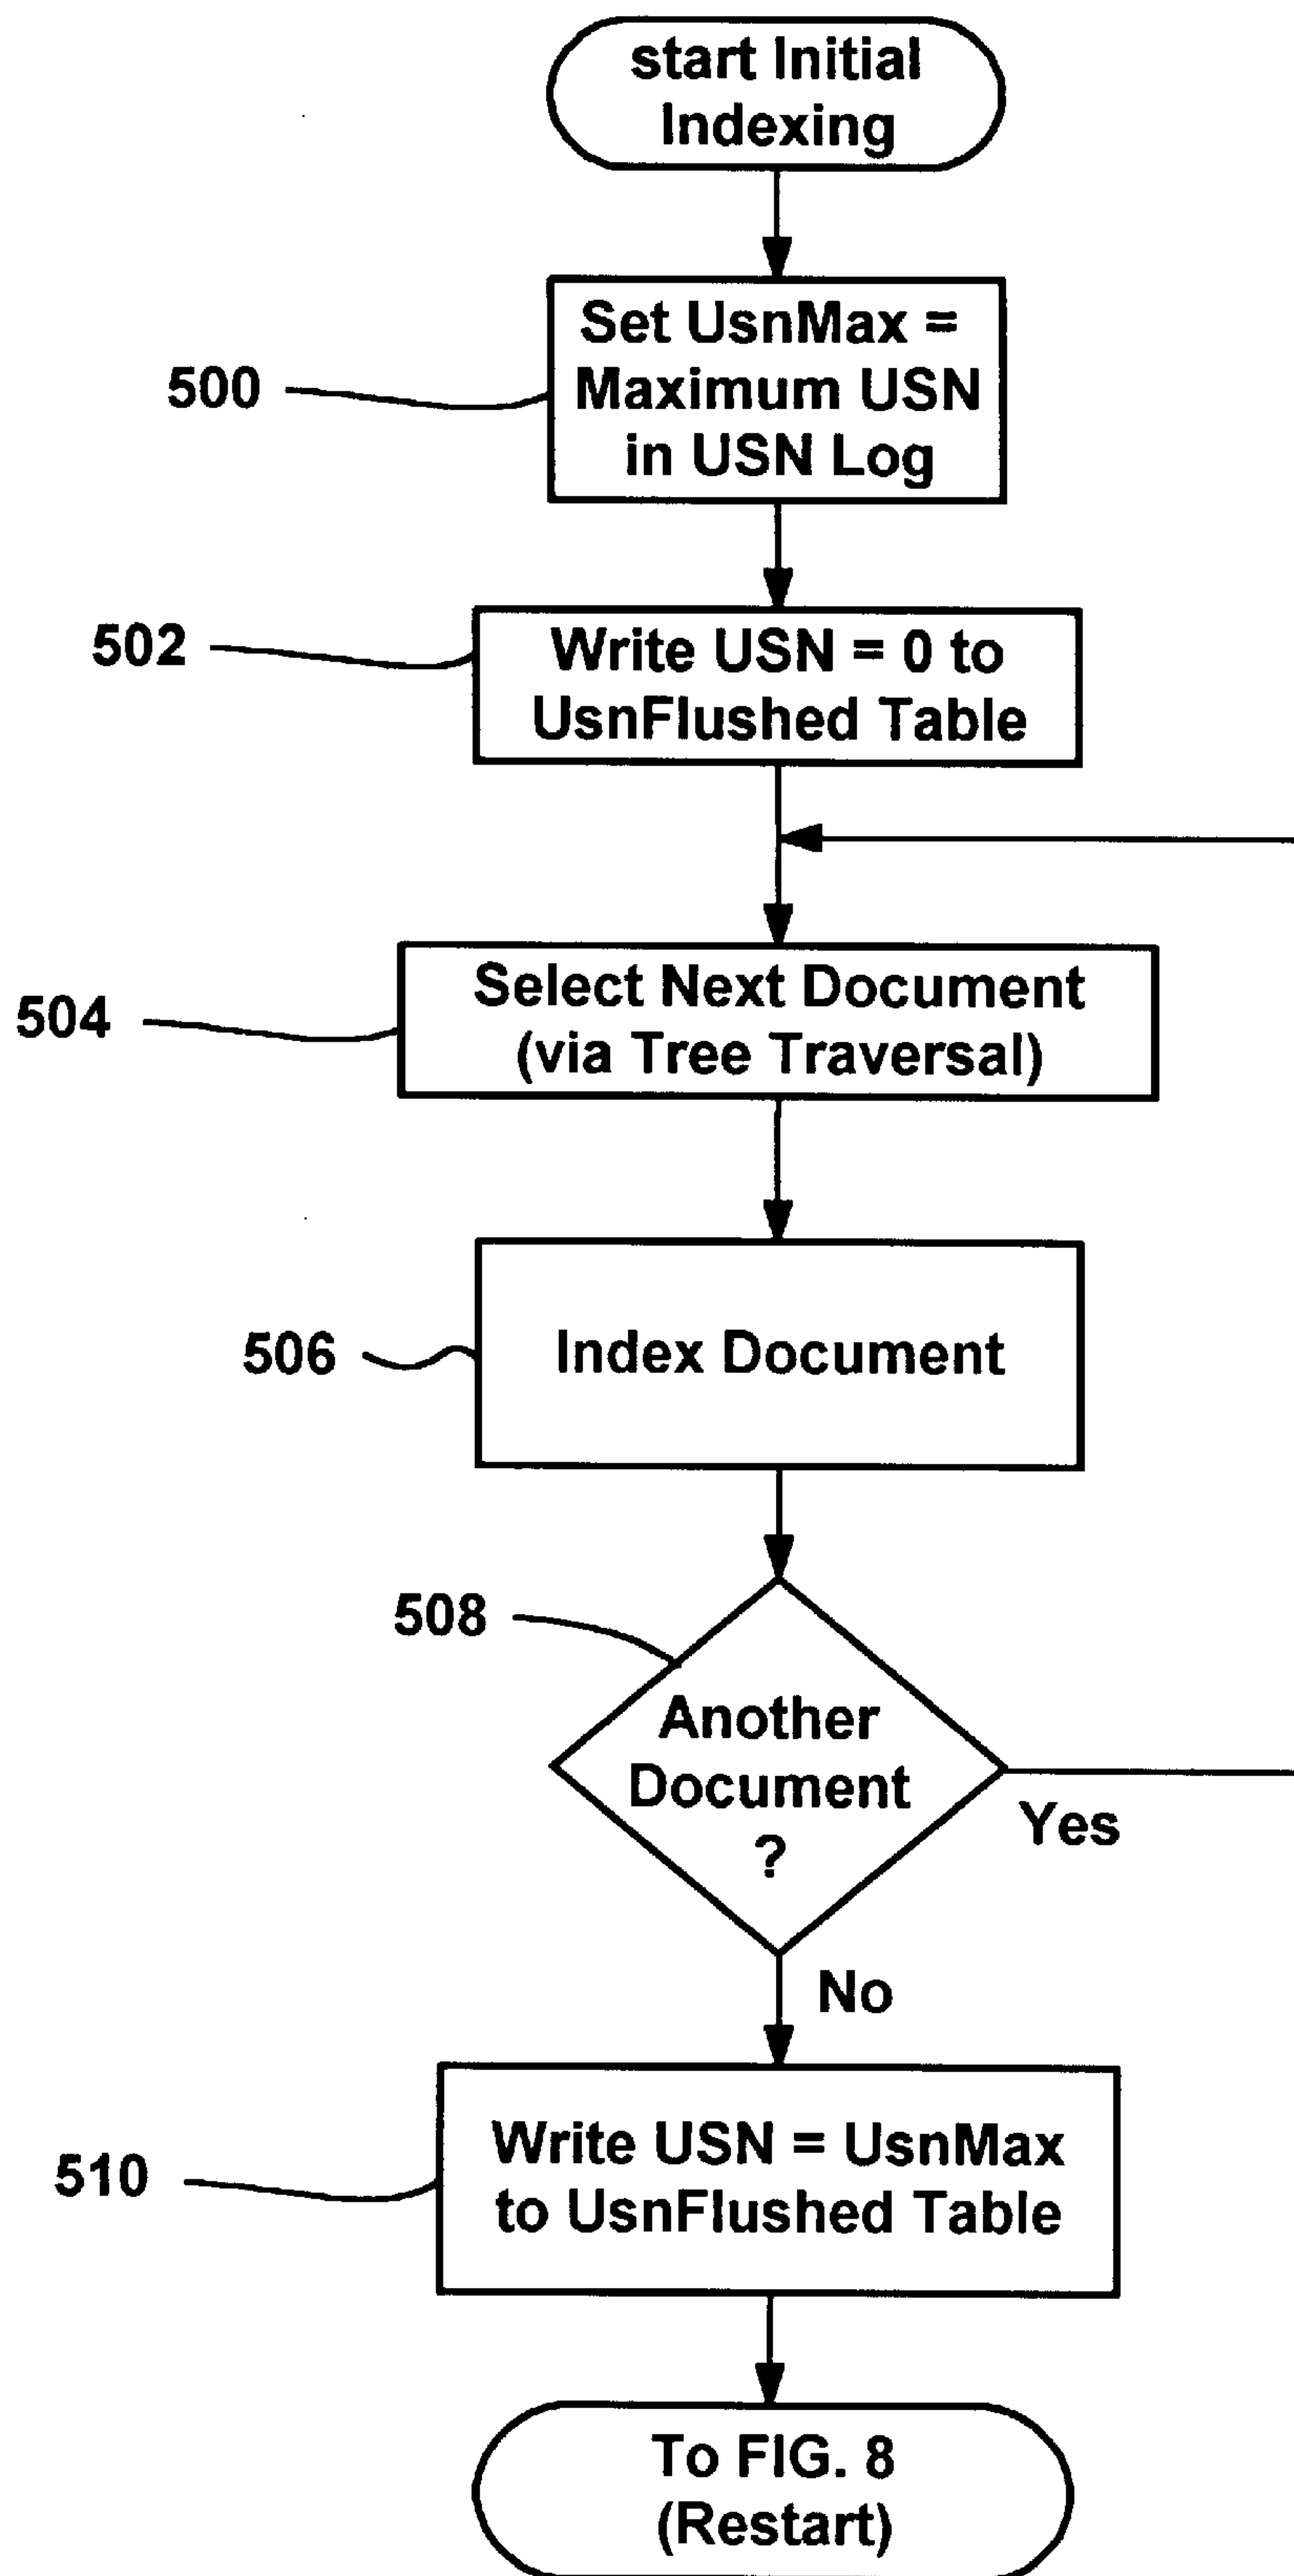 start Initial
Indexing
500
Set UsnMax =
Maximum USN
in USN Log
502
Write USN = 0 to
UsnFlushed Table
504
Select Next Document
(via Tree Traversal)
506
Index Document
508
Another
Document
?
Yes
No
510
Write USN = UsnMax
to UsnFlushed Table
To FIG. 8
(Restart)